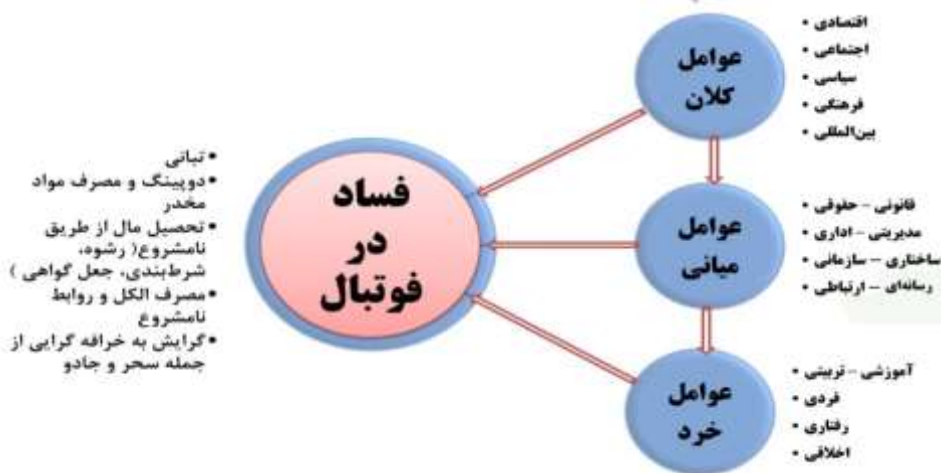 اقتصادی •
اجتماعی •
سیاسی •
فرهنگی •
بین‌المللی •
عوامل
کلان
قانونی – حقوقی •
مدیریتی – اداری •
ساختاری – سازمانی •
رسانه‌ای – ارتباطی •
عوامل
میانی
آموزشی – تربیتی •
فردی •
رفتاری •
اخلاقی •
عوامل
خرد
فساد
در
فوتبال
• تبانی
• دوپینگ و مصرف مواد
مخدر
• تحصیل مال از طریق
نامشروع( رشوه،
شرط‌بندی، جعل گواهی )
• مصرف الکل و روابط
نامشروع
• گرایش به خرافه گرایی از
جمله سحر و جادو